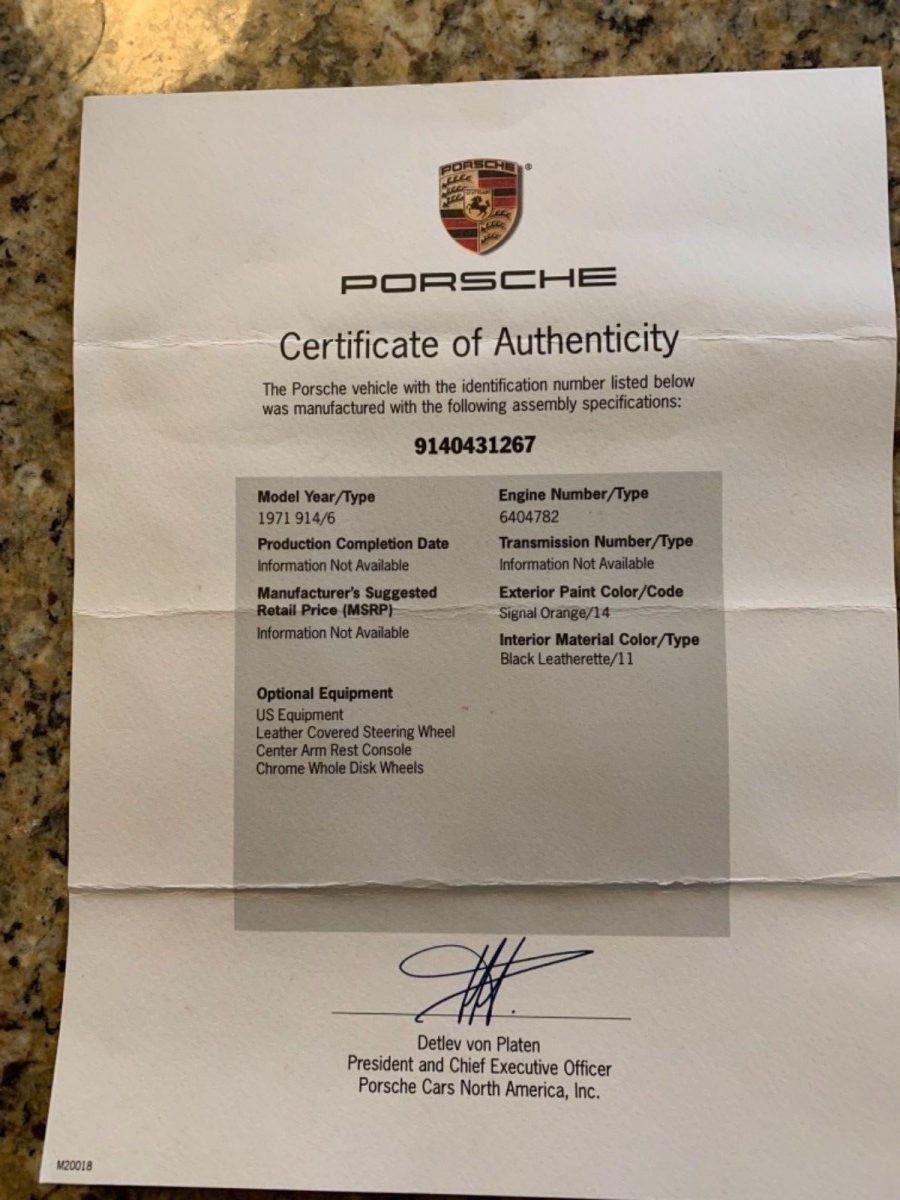 PORSCHE
PORSCHE
Certificate of Authenticity
The Porsche vehicle with the identification number listed below
was manufactured with the following assembly specifications:
9140431267
Model Year/Type
1971 914/6
Production Completion Date
Information Not Available
Manufacturer's Suggested
Retail Price (MSRP)
Information Not Available
Engine Number/Type
6404782
Transmission Number/Type
Information Not Available
Exterior Paint Color/Code
Signal Orange/14
Interior Material Color/Type
Black Leatherette/11
Optional Equipment
US Equipment
Leather Covered Steering Wheel
Center Arm Rest Console
Chrome Whole Disk Wheels
Detlev von Platen
President and Chief Executive Officer
Porsche Cars North America, Inc.
M20018